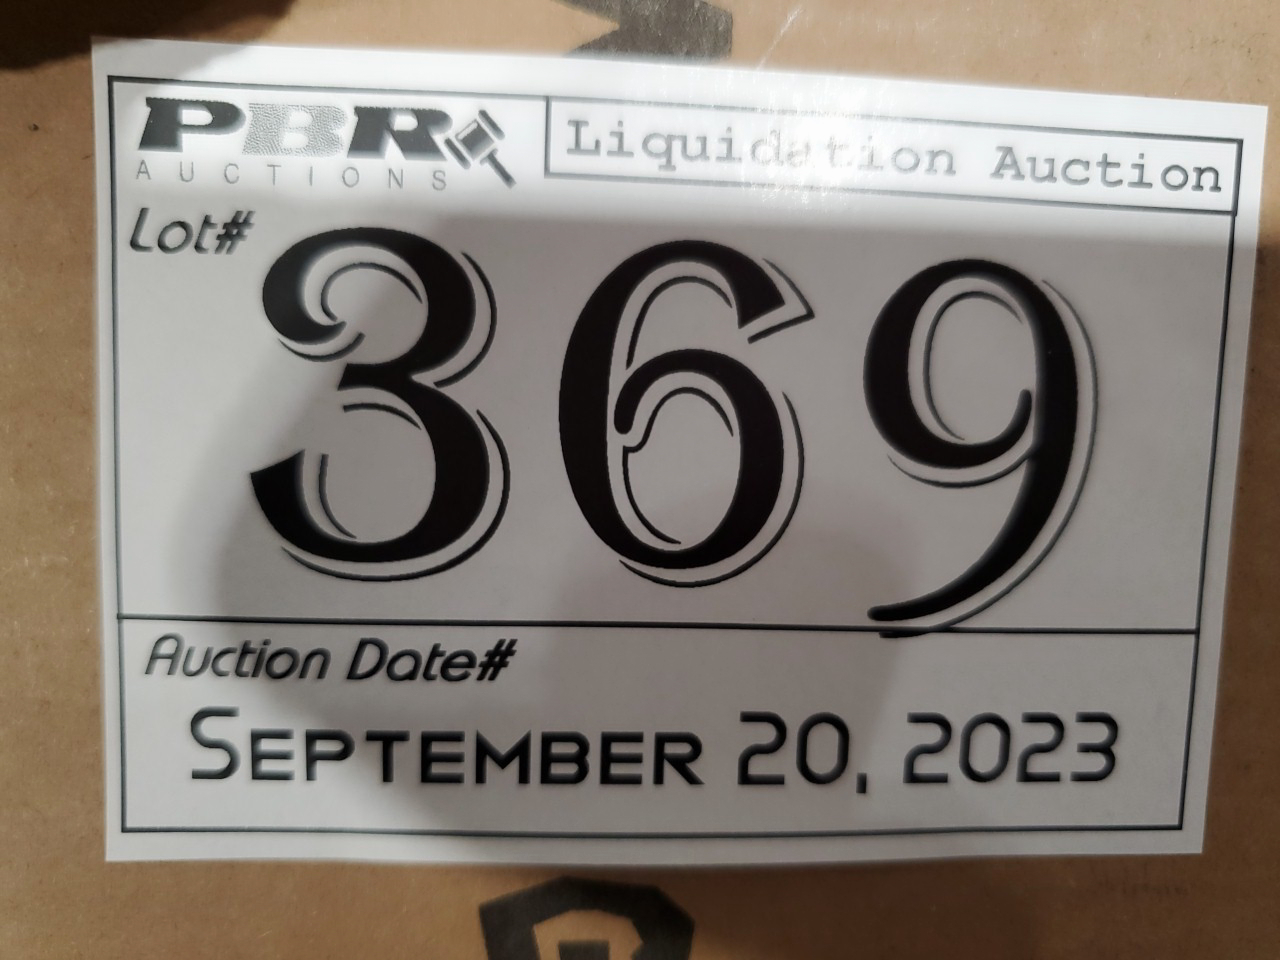 PBR
AUCTIONS
Liquidation Auction
Lot#
369
Auction Date#
September 20, 2023